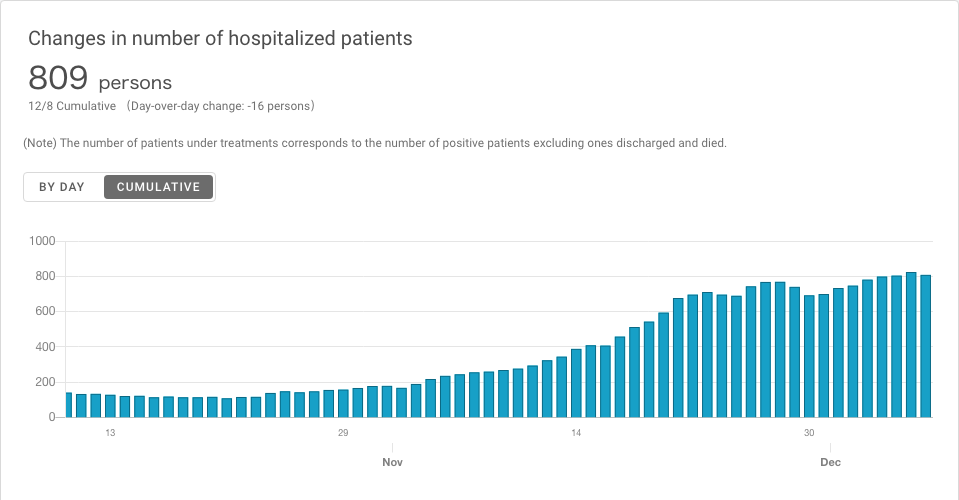 Changes in number of hospitalized patients
809 persons
12/8 Cumulative （Day-over-day change: -16 persons）
(Note) The number of patients under treatments corresponds to the number of positive patients excluding ones discharged and died.
BY DAY CUMULATIVE
1000
800
600
400
200
0
13 29 14 30
Nov Dec